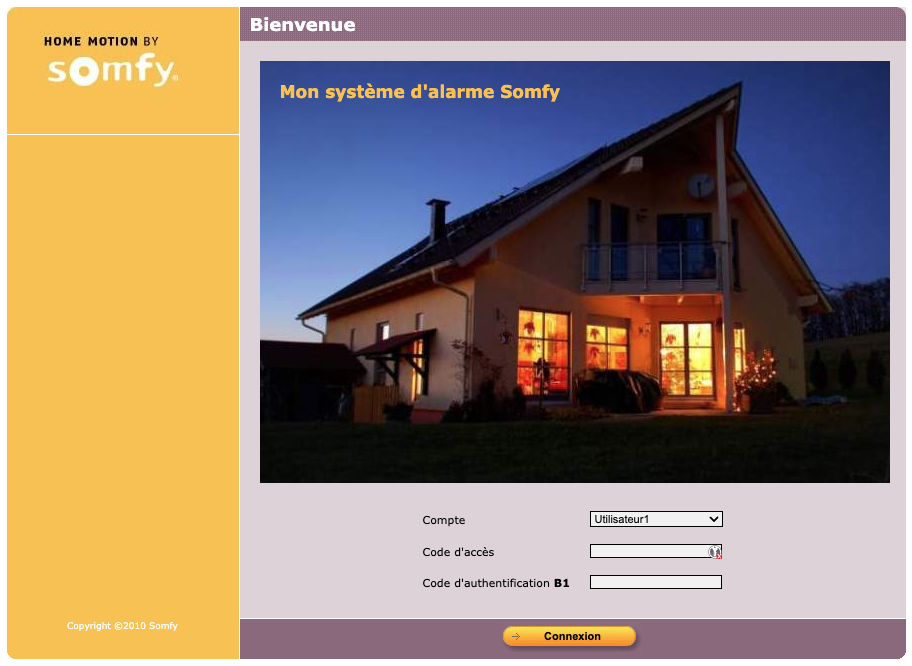 HOME MOTION BY
somfy®
Bienvenue
Mon système d'alarme Somfy
Compte
Utilisateur1
Code d'accès
Code d'authentification B1
Copyright ©2010 Somfy
Connexion